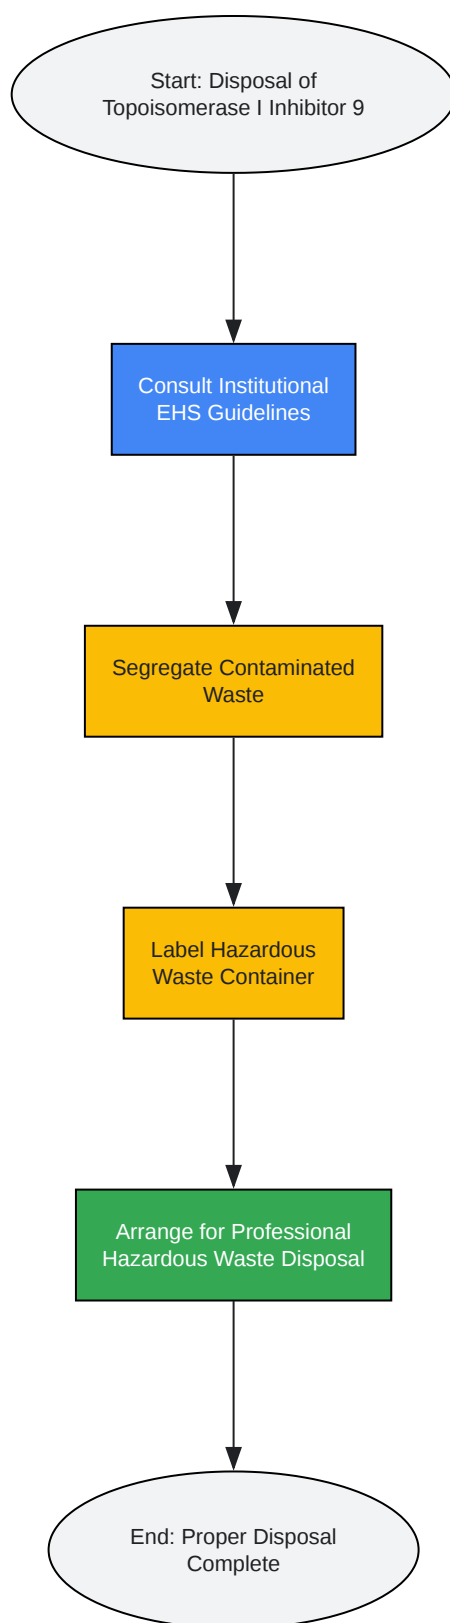 Start: Disposal of
Topoisomerase I Inhibitor 9
Consult Institutional
EHS Guidelines
Segregate Contaminated
Waste
Label Hazardous
Waste Container
Arrange for Professional
Hazardous Waste Disposal
End: Proper Disposal
Complete